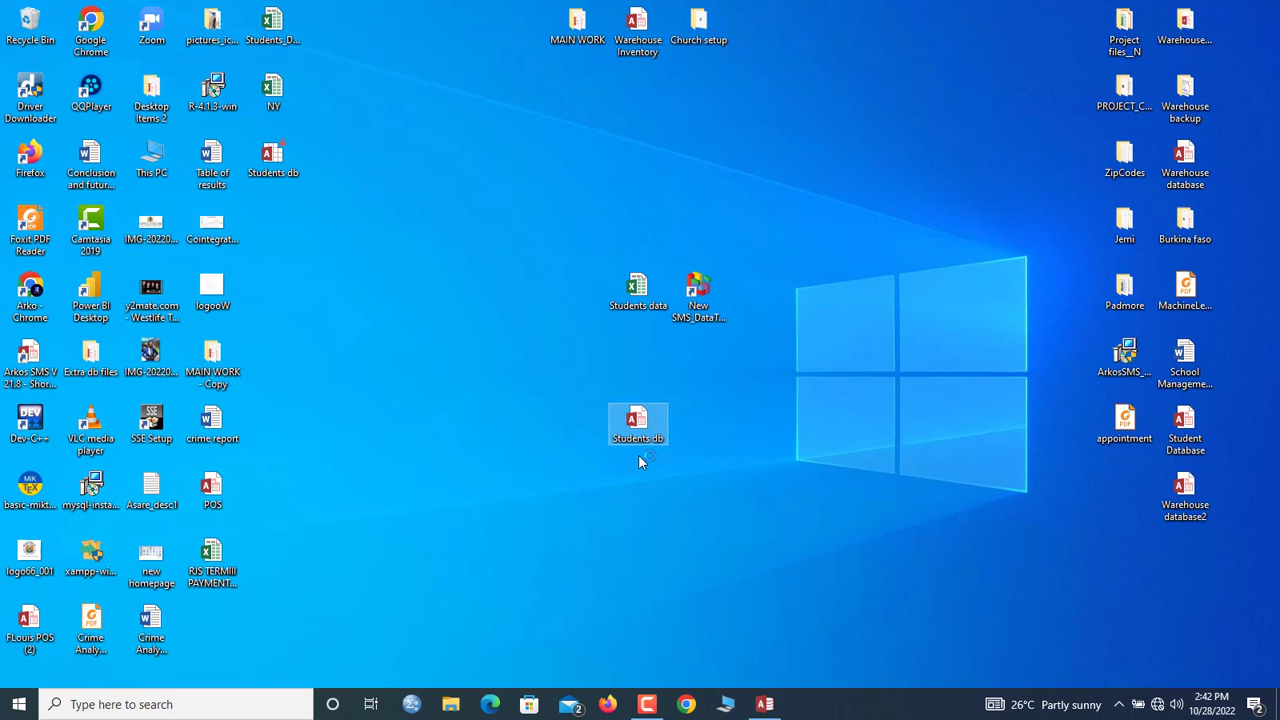 Recycle Bin
Google
Chrome
Zoom
pictures_ic...
Students_D...
MAIN WORK
Warehouse
Inventory
Church setup
Project
files__N
Warehouse...
Driver
Downloader
QQPlayer
Desktop
Items 2
R-4.1.3-win
NY
PROJECT_C...
Warehouse
backup
Firefox
Conclusion
and futur...
This PC
Table of
results
Students db
ZipCodes
Warehouse
database
Foxit PDF
Reader
Camtasia
2019
IMG-20220...
Cointegrat...
Jemi
Burkina faso
Arko -
Chrome
Power BI
Desktop
y2mate.com
- Westlife T...
logooW
Students data
New
SMS_DataT...
Padmore
MachineLe...
Arkos SMS V
21.8 - Shor...
Extra db files
IMG-20220...
MAIN WORK
- Copy
ArkosSMS_...
School
Manageme...
DEV
Dev-C++
VLC media
player
SSE
SSE Setup
crime report
Students db
appointment
Student
Database
basic-mikt...
mysql-insta...
Asare_desc1
POS
Warehouse
database2
logo66_001
xampp-wi...
new
homepage
RJS TERMIII
PAYMENT...
FLouis POS
(2)
Crime
Analy...
Crime
Analy...
Type here to search
2
26°C Partly sunny
2:42 PM
10/28/2022
2